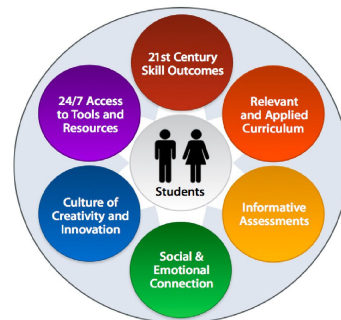 21st Century
Skill Outcomes
24/7 Access
to Tools and
Resources
Relevant
and Applied
Curriculum
Students
Culture of
Creativity and
Innovation
Informative
Assessments
Social &
Emotional
Connection